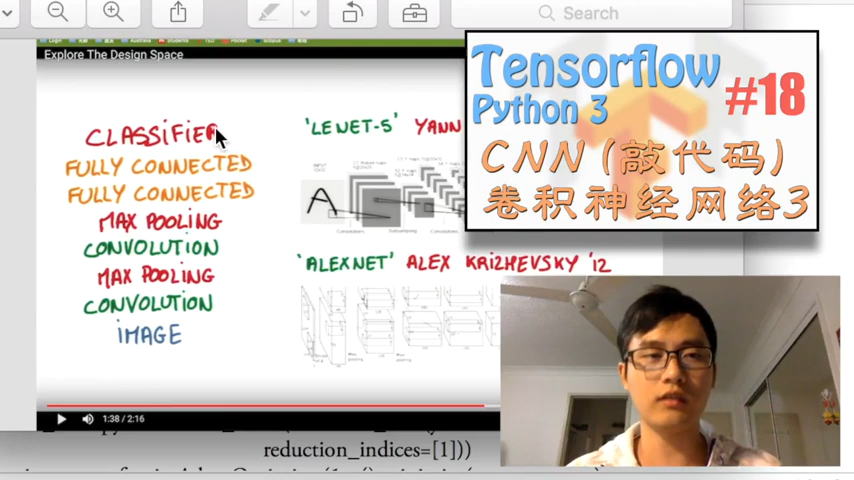 Search
Explore The Design Space
CLASSIFIER
FULLY CONNECTED
FULLY CONNECTED
MAX POOLING
CONVOLUTION
MAX POOLING
CONVOLUTION
IMAGE
'LENET-5' YANN
A
'ALEXNET' ALEX KRIZHEVSKY '12
Tensorflow
Python 3
#18
CNN (敲代码)
卷积神经网络3
1:38 / 2:16
reduction_indices=[1]))